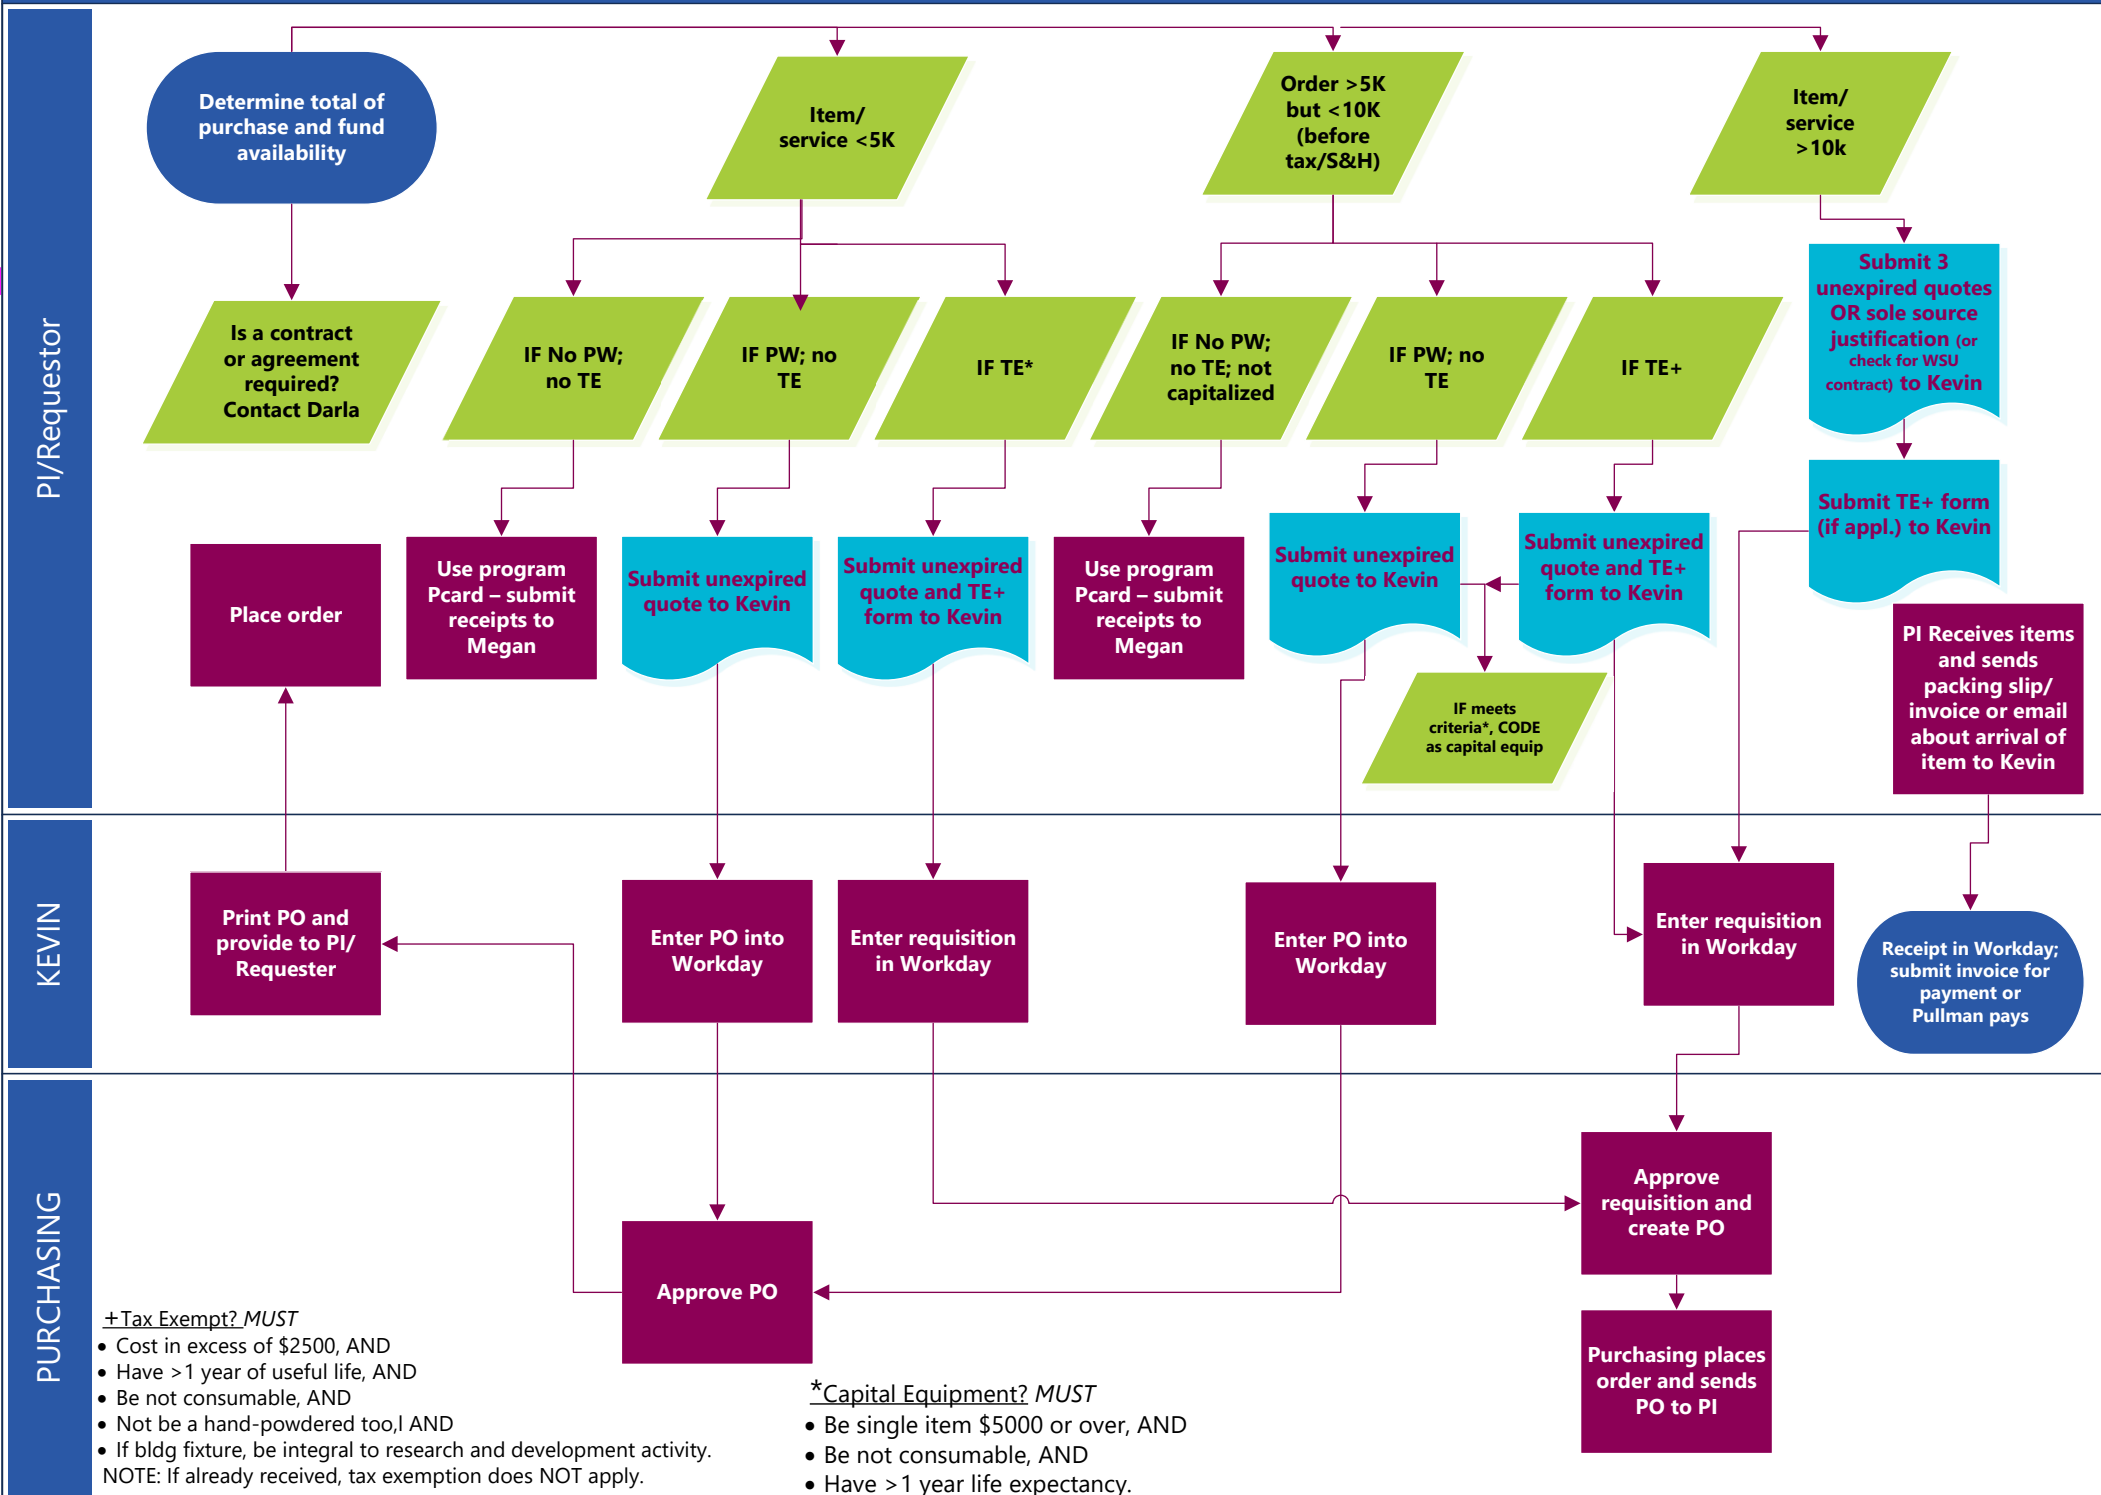 PI/Requestor
Determine total of
purchase and fund
availability
Item/
service <5K
Order >5K
but <10K
(before
tax/S&H)
Item/
service
>10k
Is a contract
or agreement
required?
Contact Darla
IF No PW;
no TE
IF PW; no
TE
IF TE*
IF No PW;
no TE; not
capitalized
IF PW; no
TE
IF TE+
Submit 3
unexpired quotes
OR sole source
justification (or
check for WSU
contract) to Kevin
Place order
Use program
Pcard – submit
receipts to
Megan
Submit unexpired
quote to Kevin
Submit unexpired
quote and TE+
form to Kevin
Use program
Pcard – submit
receipts to
Megan
Submit unexpired
quote to Kevin
Submit unexpired
quote and TE+
form to Kevin
Submit TE+ form
(if appl.) to Kevin
IF meets
criteria*, CODE
as capital equip
PI Receives items
and sends
packing slip/
invoice or email
about arrival of
item to Kevin
KEVIN
Print PO and
provide to PI/
Requester
Enter PO into
Workday
Enter requisition
in Workday
Enter PO into
Workday
Enter requisition
in Workday
Receipt in Workday;
submit invoice for
payment or
Pullman pays
PURCHASING
Approve PO
Approve
requisition and
create PO
Purchasing places
order and sends
PO to PI
+Tax Exempt? MUST
• Cost in excess of $2500, AND
• Have >1 year of useful life, AND
• Be not consumable, AND
• Not be a hand-powdered too,l AND
• If bldg fixture, be integral to research and development activity.
NOTE: If already received, tax exemption does NOT apply.
*Capital Equipment? MUST
• Be single item $5000 or over, AND
• Be not consumable, AND
• Have >1 year life expectancy.